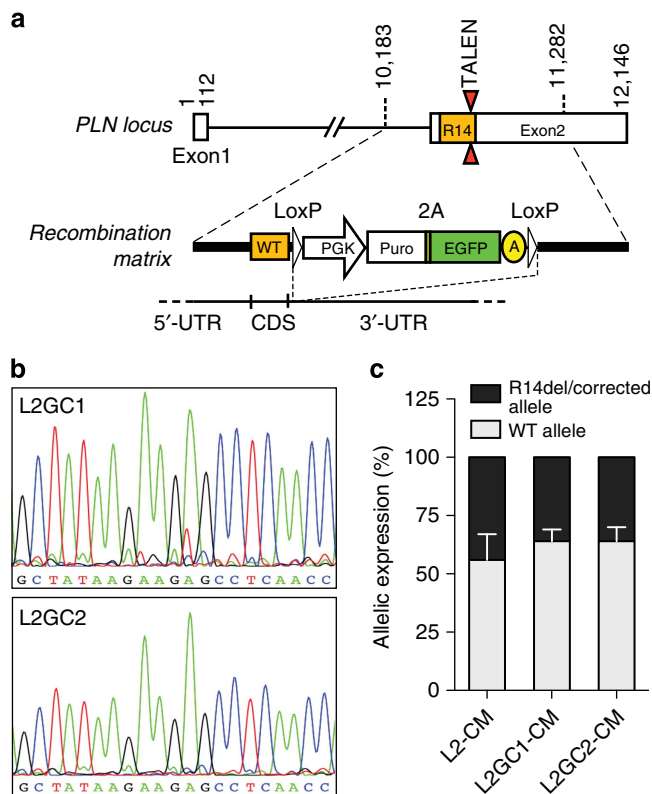 a
1
112
10,183
TALEN
11,282
12,146
PLN locus
R14
Exon2
Exon1
LoxP
2A
LoxP
Recombination
matrix
WT
PGK
Puro
EGFP
A
5′-UTR
CDS
3′-UTR
b
L2GC1
G C T A T A A G A A G A G C C T C A A C C
L2GC2
G C T A T A A G A A G A G C C T C A A C C
c
R14del/corrected
allele
WT allele
Allelic expression (%)
125
100
75
50
25
0
L2-CM
L2GC1-CM
L2GC2-CM